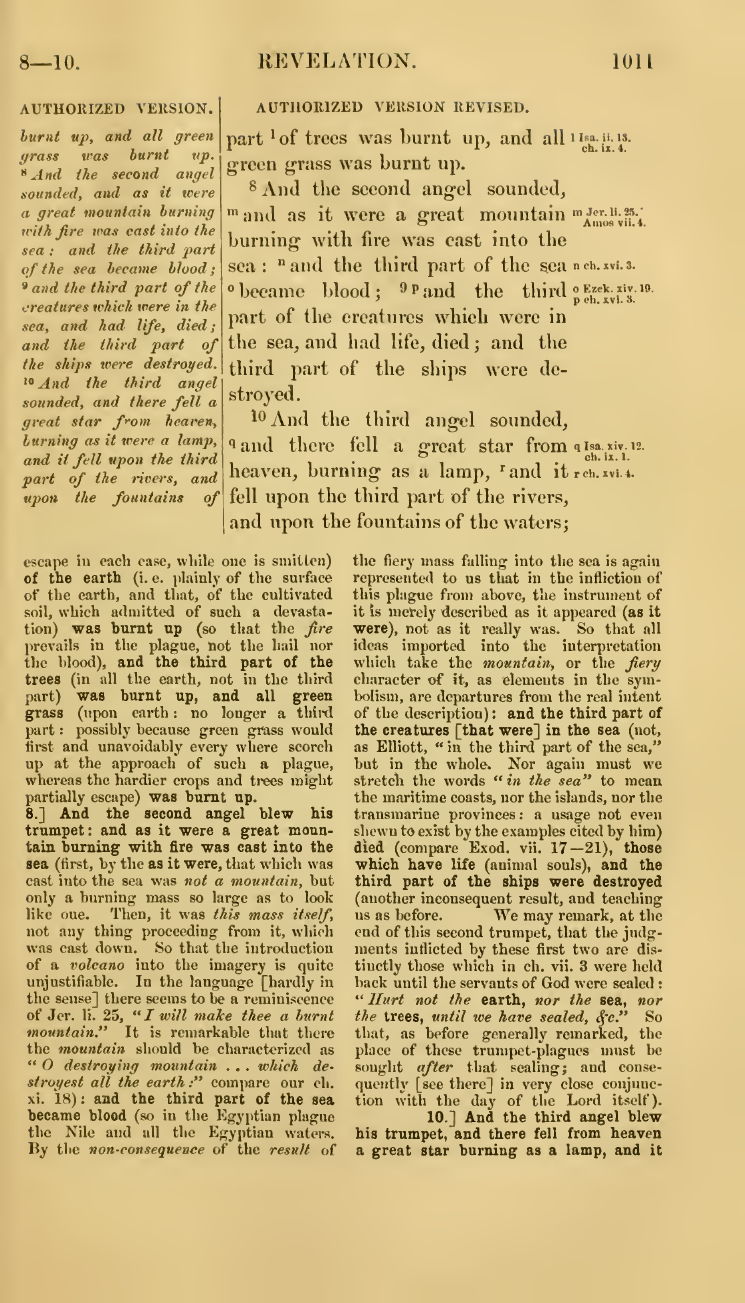 8—10. REVELATION. 1011
AUTHORIZED VERSION.
burnt up, and all green
grass was burnt up.
8 And the second angel
sounded, and as it were
a great mountain burning
with fire was cast into the
sea: and the third part
of the sea became blood;
9 and the third part of the
creatures which were in the
sea, and had life, died;
and the third part of
the ships were destroyed.
10 And the third angel
sounded, and there fell a
great star from heaven,
burning as it were a lamp,
and it fell upon the third
part of the rivers, and
upon the fountains of
AUTHORIZED VERSION REVISED.
part l of trees was burnt up, and all
green grass was burnt up.
8 And the second angel sounded,
m and as it were a great mountain
burning with fire was cast into the
sea: n and the third part of the sea
o became blood; 9 p and the third
part of the creatures which were in
the sea, and had life, died; and the
third part of the ships were de-
stroyed.
10 And the third angel sounded,
q and there fell a great star from
heaven, burning as a lamp, r and it
fell upon the third part of the rivers,
and upon the fountains of the waters;
l Isa. ii. 13.
ch. ix. 4.
m Jer. li. 25.
Amos vii. 4.
n ch. xvi. 3.
o Ezek. xiv. 19.
p ch. xvi. 3.
q Isa. xiv. 12.
ch. ix. 1.
r ch. xvi. 4.
escape in each case, while one is smitten)
of the earth (i. e. plainly of the surface
of the earth, and that, of the cultivated
soil, which admitted of such a devasta-
tion) was burnt up (so that the fire
prevails in the plague, not the hail nor
the blood), and the third part of the
trees (in all the earth, not in the third
part) was burnt up, and all green
grass (upon earth: no longer a third
part: possibly because green grass would
first and unavoidably every where scorch
up at the approach of such a plague,
whereas the hardier crops and trees might
partially escape) was burnt up.
8.] And the second angel blew his
trumpet: and as it were a great moun-
tain burning with fire was cast into the
sea (first, by the as it were, that which was
cast into the sea was not a mountain, but
only a burning mass so large as to look
like one. Then, it was this mass itself,
not any thing proceeding from it, which
was cast down. So that the introduction
of a volcano into the imagery is quite
unjustifiable. In the language [hardly in
the sense] there seems to be a reminiscence
of Jer. li. 25, "I will make thee a burnt
mountain." It is remarkable that there
the mountain should be characterized as
"O destroying mountain . . . which de-
stroyest all the earth:" compare our ch.
xi. 18): and the third part of the sea
became blood (so in the Egyptian plague
the Nile and all the Egyptian waters.
By the non-consequence of the result of
the fiery mass falling into the sea is again
represented to us that in the infliction of
this plague from above, the instrument of
it is merely described as it appeared (as it
were), not as it really was. So that all
ideas imported into the interpretation
which take the mountain, or the fiery
character of it, as elements in the sym-
bolism, are departures from the real intent
of the description): and the third part of
the creatures [that were] in the sea (not,
as Elliott, "in the third part of the sea,"
but in the whole. Nor again must we
stretch the words "in the sea" to mean
the maritime coasts, nor the islands, nor the
transmarine provinces: a usage not even
shewn to exist by the examples cited by him)
died (compare Exod. vii. 17—21), those
which have life (animal souls), and the
third part of the ships were destroyed
(another inconsequent result, and teaching
us as before. We may remark, at the
end of this second trumpet, that the judg-
ments inflicted by these first two are dis-
tinctly those which in ch. vii. 3 were held
back until the servants of God were sealed:
"Hurt not the earth, nor the sea, nor
the trees, until we have sealed, &c." So
that, as before generally remarked, the
place of these trumpet-plagues must be
sought after that sealing; and conse-
quently [see there] in very close conjunc-
tion with the day of the Lord itself).
10.] And the third angel blew
his trumpet, and there fell from heaven
a great star burning as a lamp, and it